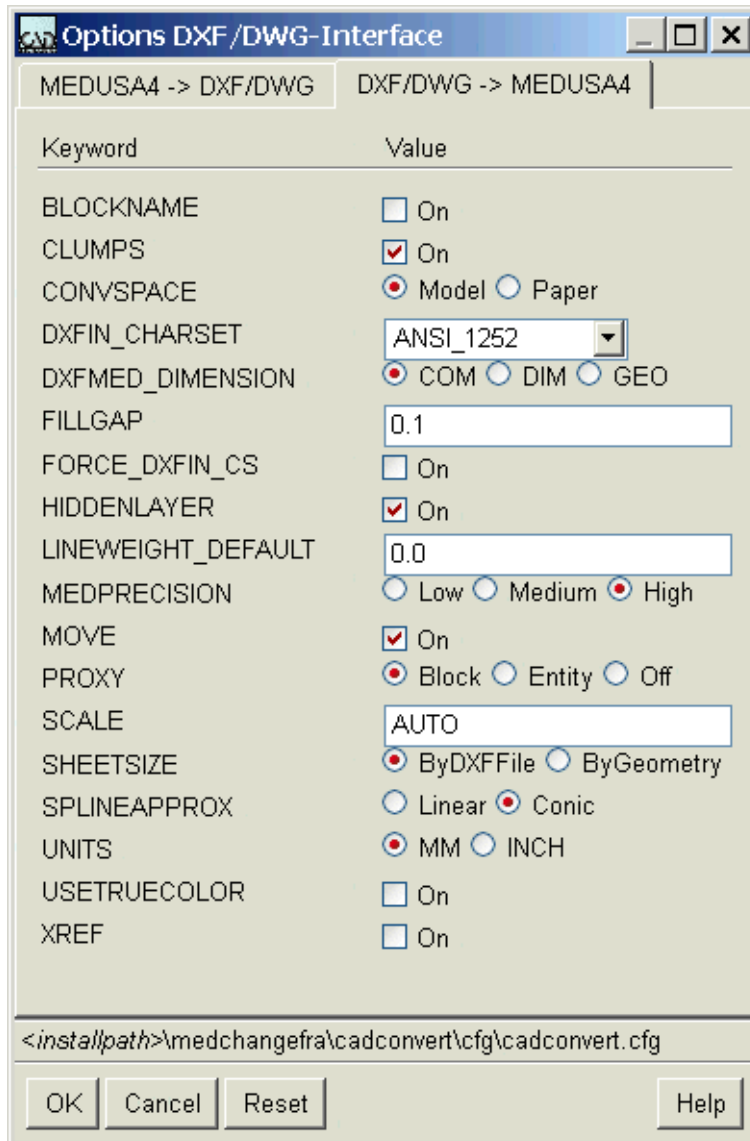 CAD Options DXF/DWG-Interface
MEDUSA4 -> DXF/DWG DXF/DWG -> MEDUSA4
Keyword Value
BLOCKNAME On
CLUMPS On
CONVSPACE Model Paper
DXFIN_CHARSET ANSI_1252
DXFMED_DIMENSION COM DIM GEO
FILLGAP 0.1
FORCE_DXFIN_CS On
HIDDENLAYER On
LINEWEIGHT_DEFAULT 0.0
MEDPRECISION Low Medium High
MOVE On
PROXY Block Entity Off
SCALE AUTO
SHEETSIZE ByDXFFile ByGeometry
SPLINEAPPROX Linear Conic
UNITS MM INCH
USETRUECOLOR On
XREF On
<installpath>\medchangefra\cadconvert\cfg\cadconvert.cfg
OK Cancel Reset Help